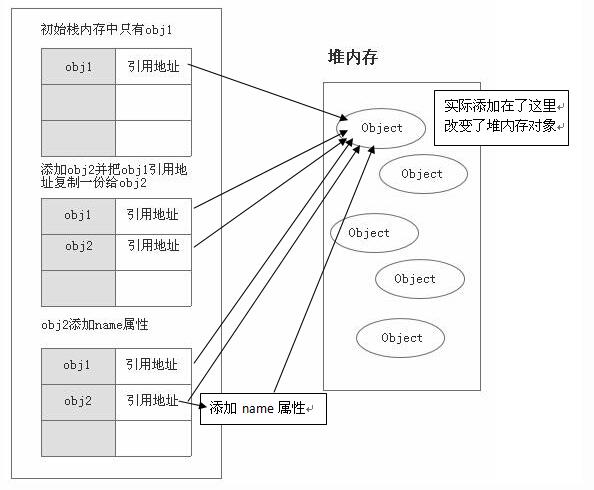 初始栈内存中只有obj1
obj1 引用地址
添加obj2并把obj1引用地
址复制一份给obj2
obj1 引用地址
obj2 引用地址
obj2添加name属性
obj1 引用地址
obj2 引用地址
添加 name 属性↵
堆内存
Object
实际添加在了这里↵
改变了堆内存对象↵
Object
Object
Object
Object